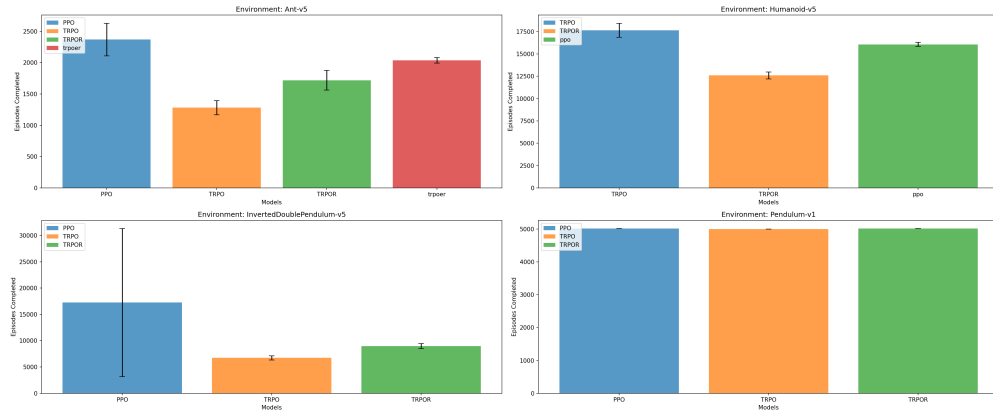 Environment: Ant-v5
PPO
TRPO
TRPOR
trpoer
Episodes Completed
2500
2000
1500
1000
500
0
PPO
TRPO
TRPOR
trpoer
Models
Environment: Humanoid-v5
TRPO
TRPOR
ppo
Episodes Completed
17500
15000
12500
10000
7500
5000
2500
0
TRPO
TRPOR
ppo
Models
Environment: InvertedDoublePendulum-v5
PPO
TRPO
TRPOR
Episodes Completed
30000
25000
20000
15000
10000
5000
0
PPO
TRPO
TRPOR
Models
Environment: Pendulum-v1
PPO
TRPO
TRPOR
Episodes Completed
5000
4000
3000
2000
1000
0
PPO
TRPO
TRPOR
Models